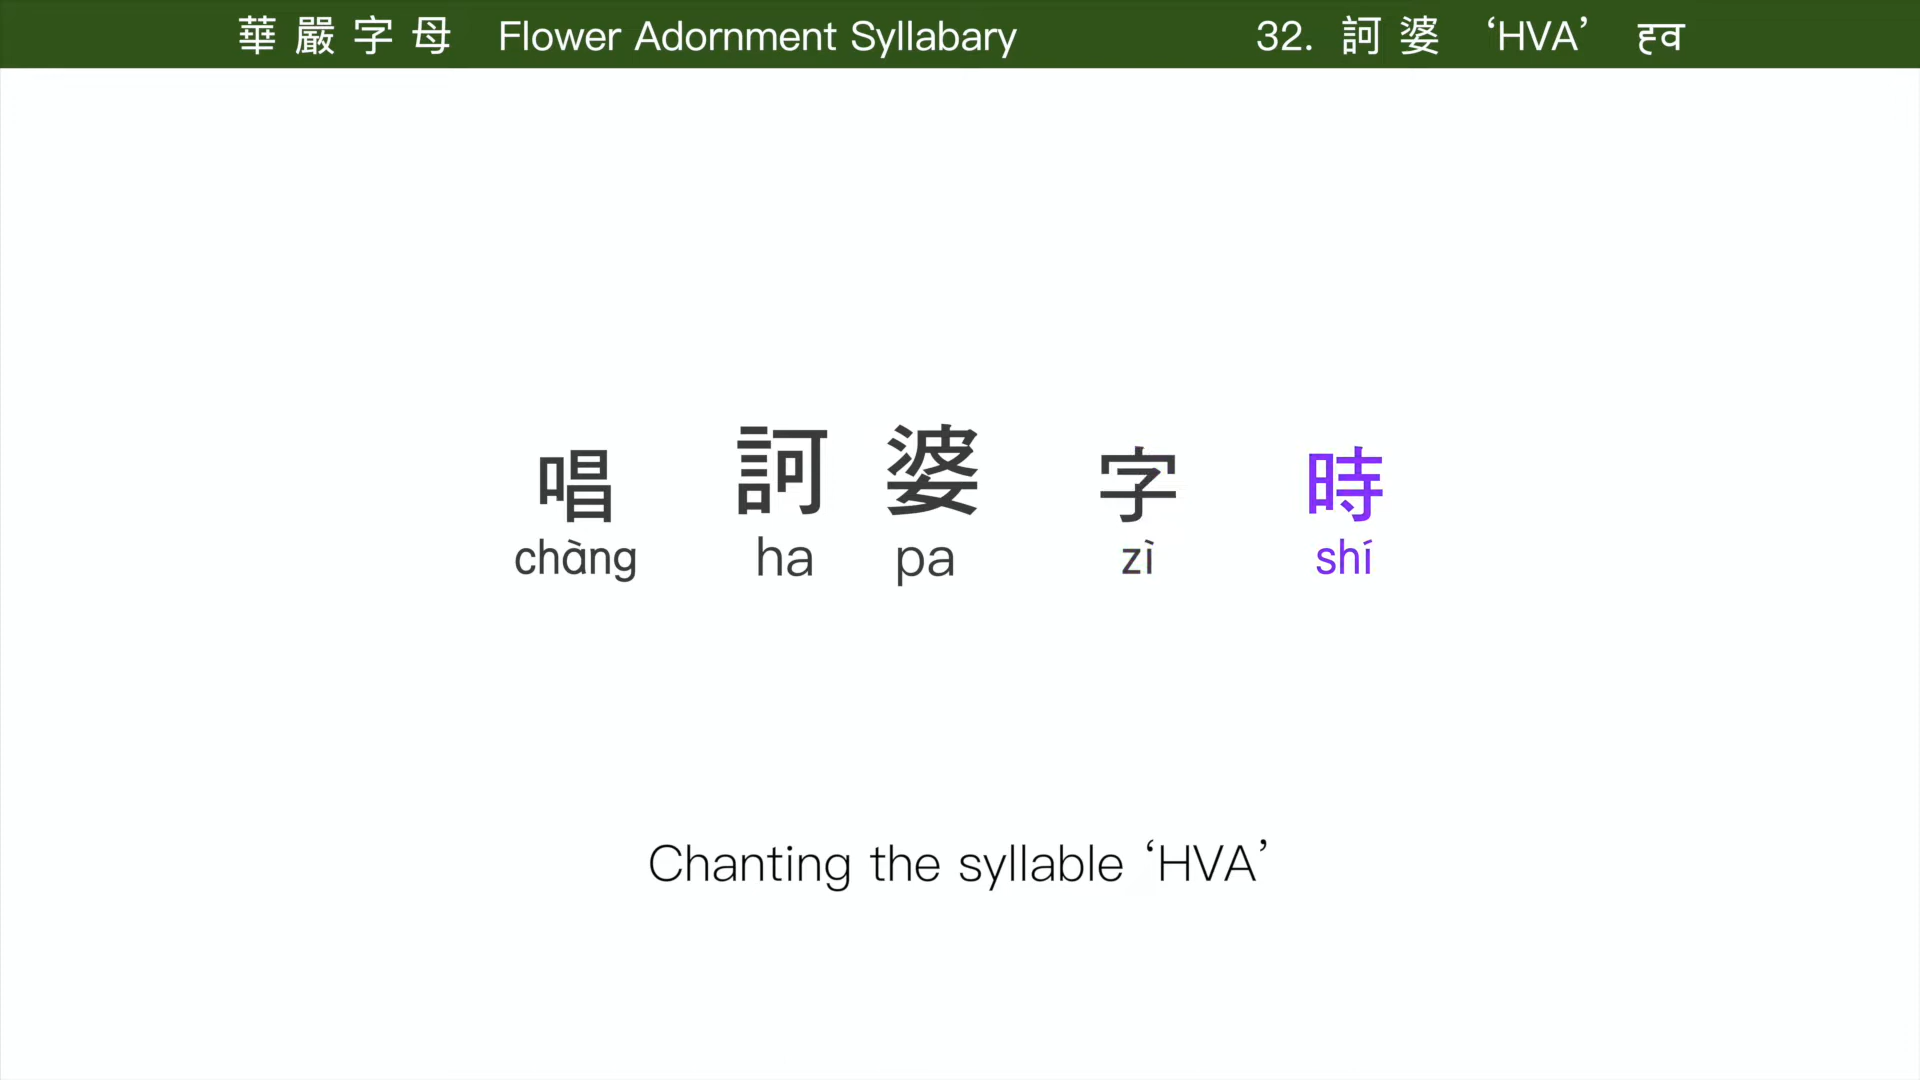 華嚴字母 Flower Adornment Syllabary 32. 訶婆 ‘HVA’ ह्व
唱 訶 婆 字 時
chàng ha pa zì shí
Chanting the syllable ‘HVA’